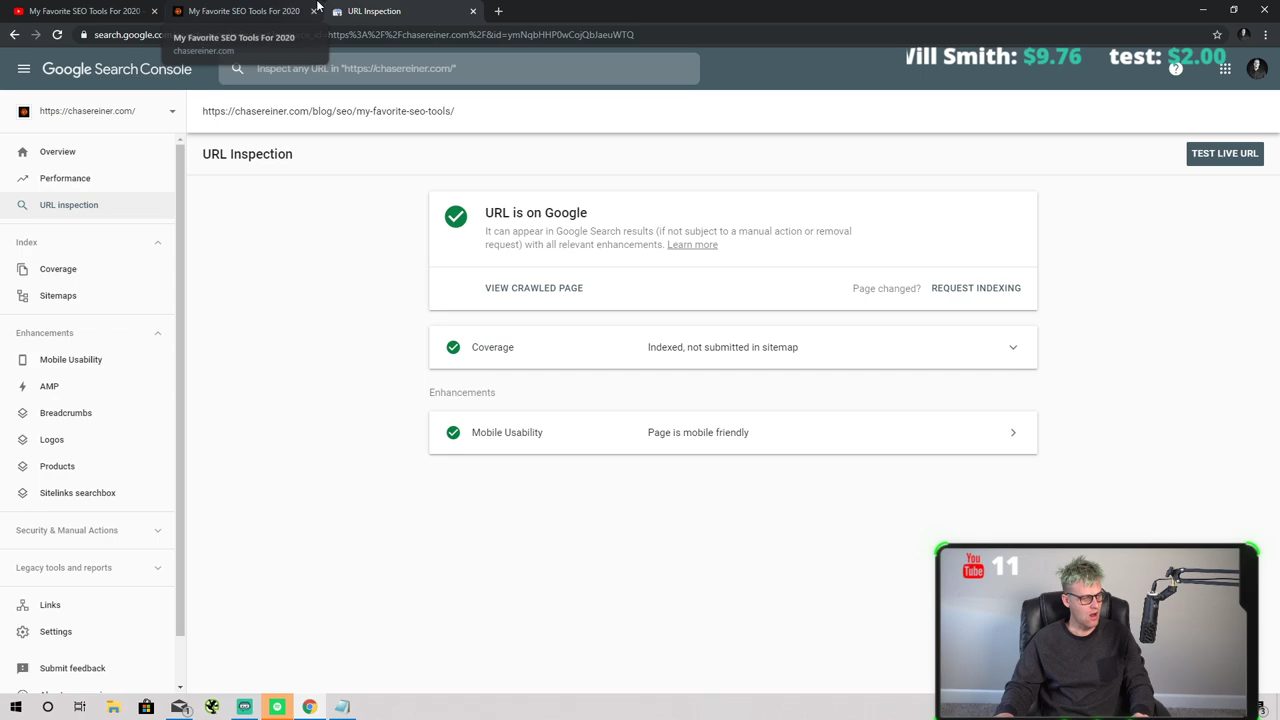 My Favorite SEO Tools For 2020
My Favorite SEO Tools For 2020
URL Inspection
My Favorite SEO Tools For 2020
chasereiner.com
https%3A%2F%2Fchasereiner.com%2F&id=ymNqbHHP0wCojQbJaeuWTQ
search.google.co
Will Smith: $9.76 test: $2.00
Google Search Console
Inspect any URL in "https://chasereiner.com/"
https://chasereiner.com/
https://chasereiner.com/blog/seo/my-favorite-seo-tools/
Overview
Performance
URL inspection
Index
Coverage
Sitemaps
Enhancements
Mobile Usability
AMP
Breadcrumbs
Logos
Products
Sitelinks searchbox
Security & Manual Actions
Legacy tools and reports
Links
Settings
Submit feedback
URL Inspection
TEST LIVE URL
URL is on Google
It can appear in Google Search results (if not subject to a manual action or removal
request) with all relevant enhancements. Learn more
VIEW CRAWLED PAGE
Page changed? REQUEST INDEXING
Coverage
Indexed, not submitted in sitemap
Enhancements
Mobile Usability
Page is mobile friendly
You
Tube
11